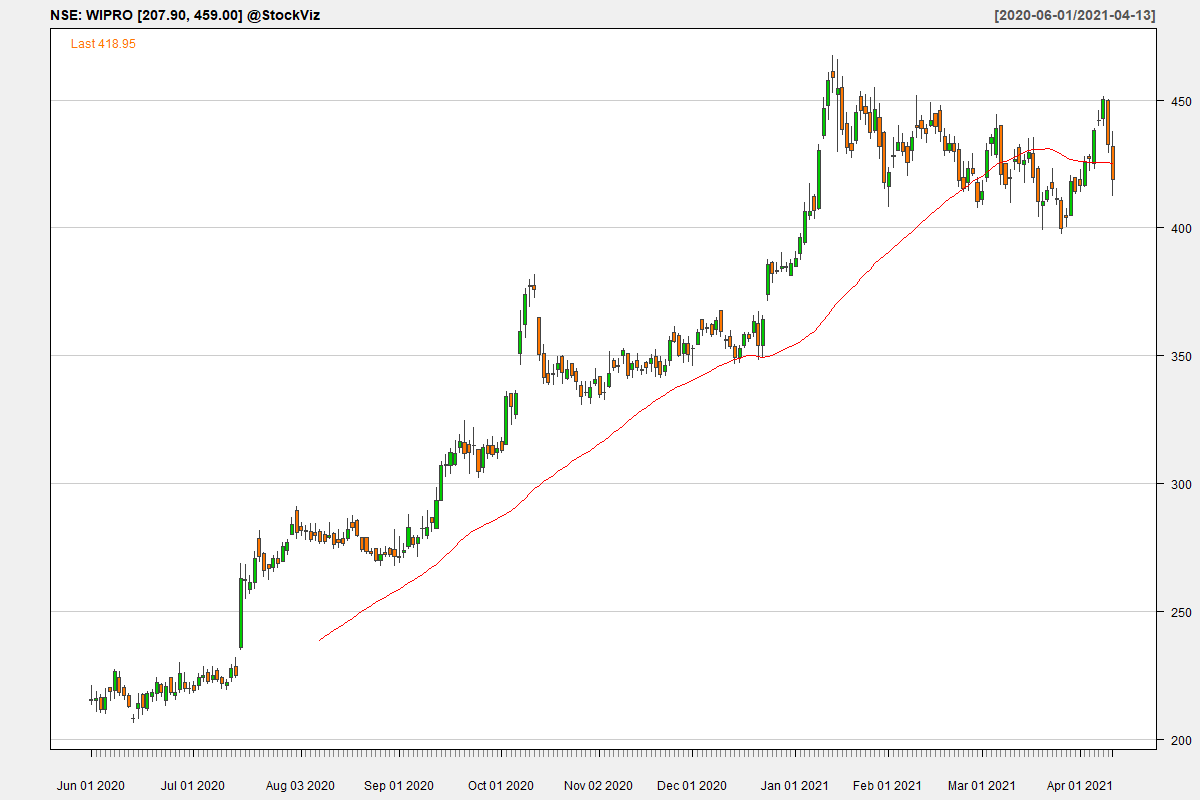 NSE: WIPRO [207.90, 459.00] @StockViz
[2020-06-01/2021-04-13]
Last 418.95
450
400
350
300
250
200
Jun 01 2020
Jul 01 2020
Aug 03 2020
Sep 01 2020
Oct 01 2020
Nov 02 2020
Dec 01 2020
Jan 01 2021
Feb 01 2021
Mar 01 2021
Apr 01 2021